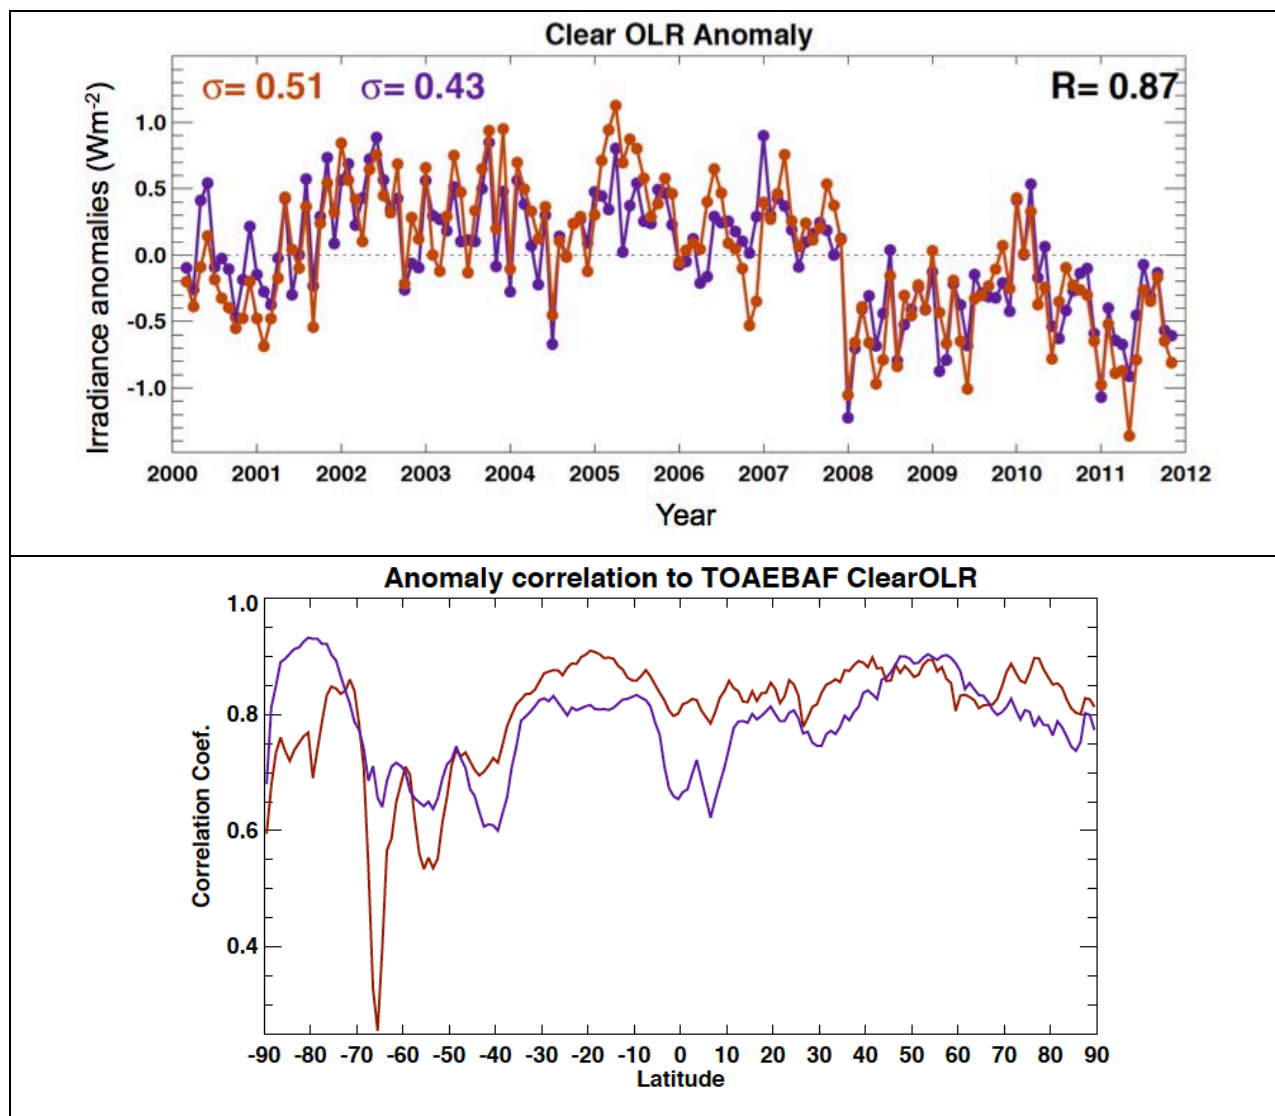 Clear OLR Anomaly
σ= 0.51 σ= 0.43 R= 0.87
Irradiance anomalies (Wm-2)
1.0
0.5
0.0
-0.5
-1.0
2000 2001 2002 2003 2004 2005 2006 2007 2008 2009 2010 2011 2012
Year
Anomaly correlation to TOAEBAF ClearOLR
Correlation Coef.
1.0
0.8
0.6
0.4
-90 -80 -70 -60 -50 -40 -30 -20 -10 0 10 20 30 40 50 60 70 80 90
Latitude